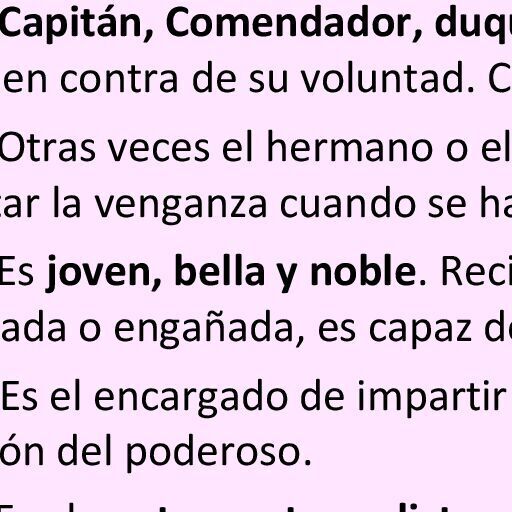 Capitán, Comendador, duqu
en contra de su voluntad. C
Otras veces el hermano o el
tar la venganza cuando se ha
Es joven, bella y noble. Reci
ada o engañada, es capaz de
Es el encargado de impartir
ón del poderoso.